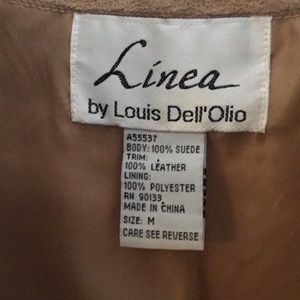 Linea
by Louis Dell'Olio
A55537
BODY: 100% SUEDE
TRIM:
100% LEATHER
LINING:
100% POLYESTER
RN 90133
MADE IN CHINA
SIZE: M
CARE SEE REVERSE